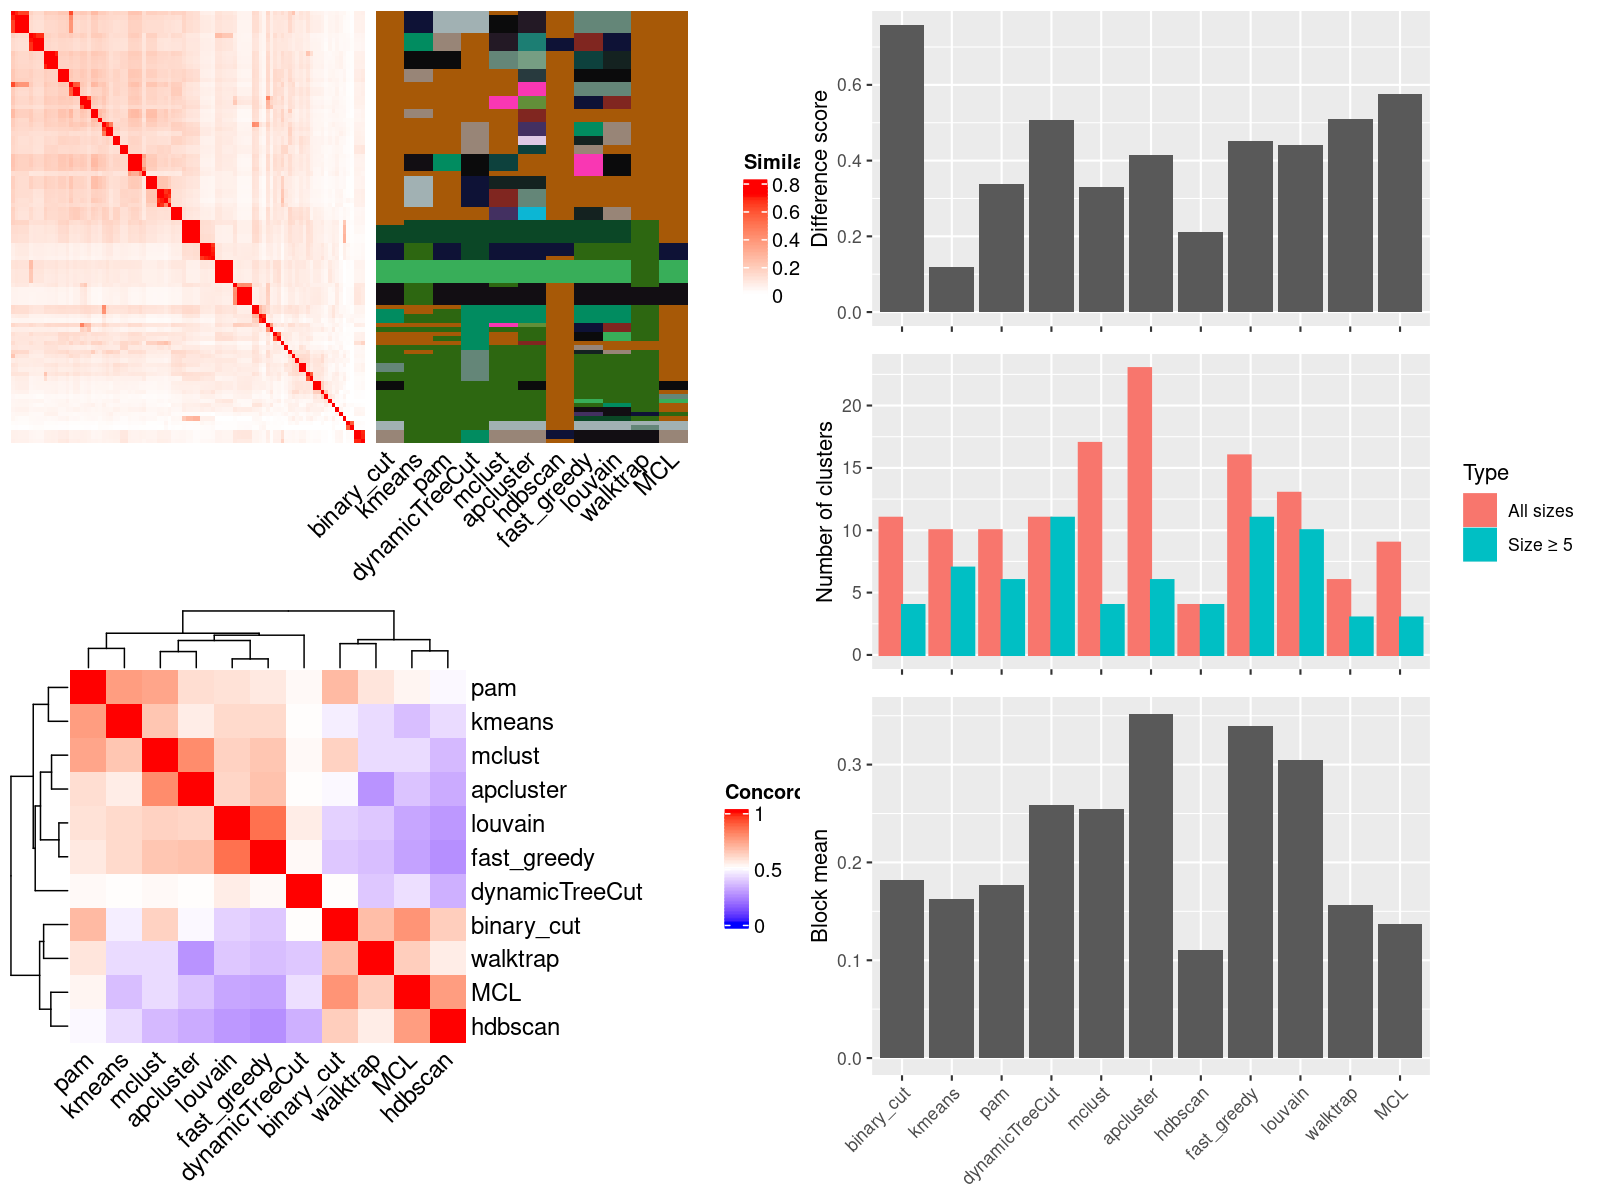 Simila
0.8
0.6
0.4
0.2
0
binary_cut
kmeans
pam
dynamicTreeCut
mclust
apcluster
hdbscan
fast_greedy
louvain
walktrap
MCL
pam
kmeans
mclust
apcluster
louvain
fast_greedy
dynamicTreeCut
binary_cut
walktrap
MCL
hdbscan
pam
kmeans
mclust
apcluster
louvain
fast_greedy
dynamicTreeCut
binary_cut
walktrap
MCL
hdbscan
Concord
1
0.5
0
Difference score
0.6
0.4
0.2
0.0
Number of clusters
20
15
10
5
0
Type
All sizes
Size ≥ 5
Block mean
0.3
0.2
0.1
0.0
binary_cut
kmeans
pam
dynamicTreeCut
mclust
apcluster
hdbscan
fast_greedy
louvain
walktrap
MCL